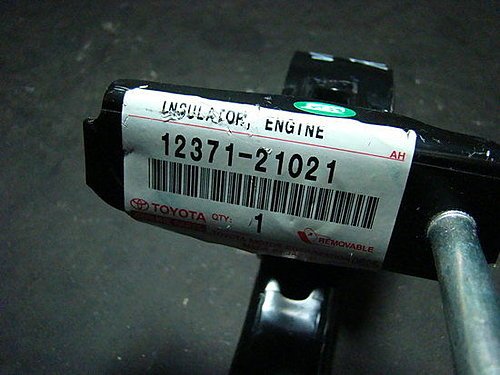 INSULATOR, ENGINE
AH
12371-21021
TOYOTA QTY: 1
REMOVABLE